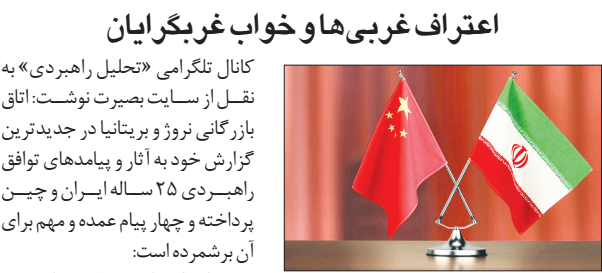 اعتراف غربی‌ها و خواب غربگرایان
کانال تلگرامی «تحلیل راهبردی» به
نقل از سایت بصیرت نوشت: اتاق
بازرگانی نروژ و بریتانیا در جدیدترین
گزارش خود به آثار و پیامدهای توافق
راهبردی ۲۵ ساله ایران و چین
پرداخته و چهار پیام عمده و مهم برای
آن برشمرده است: